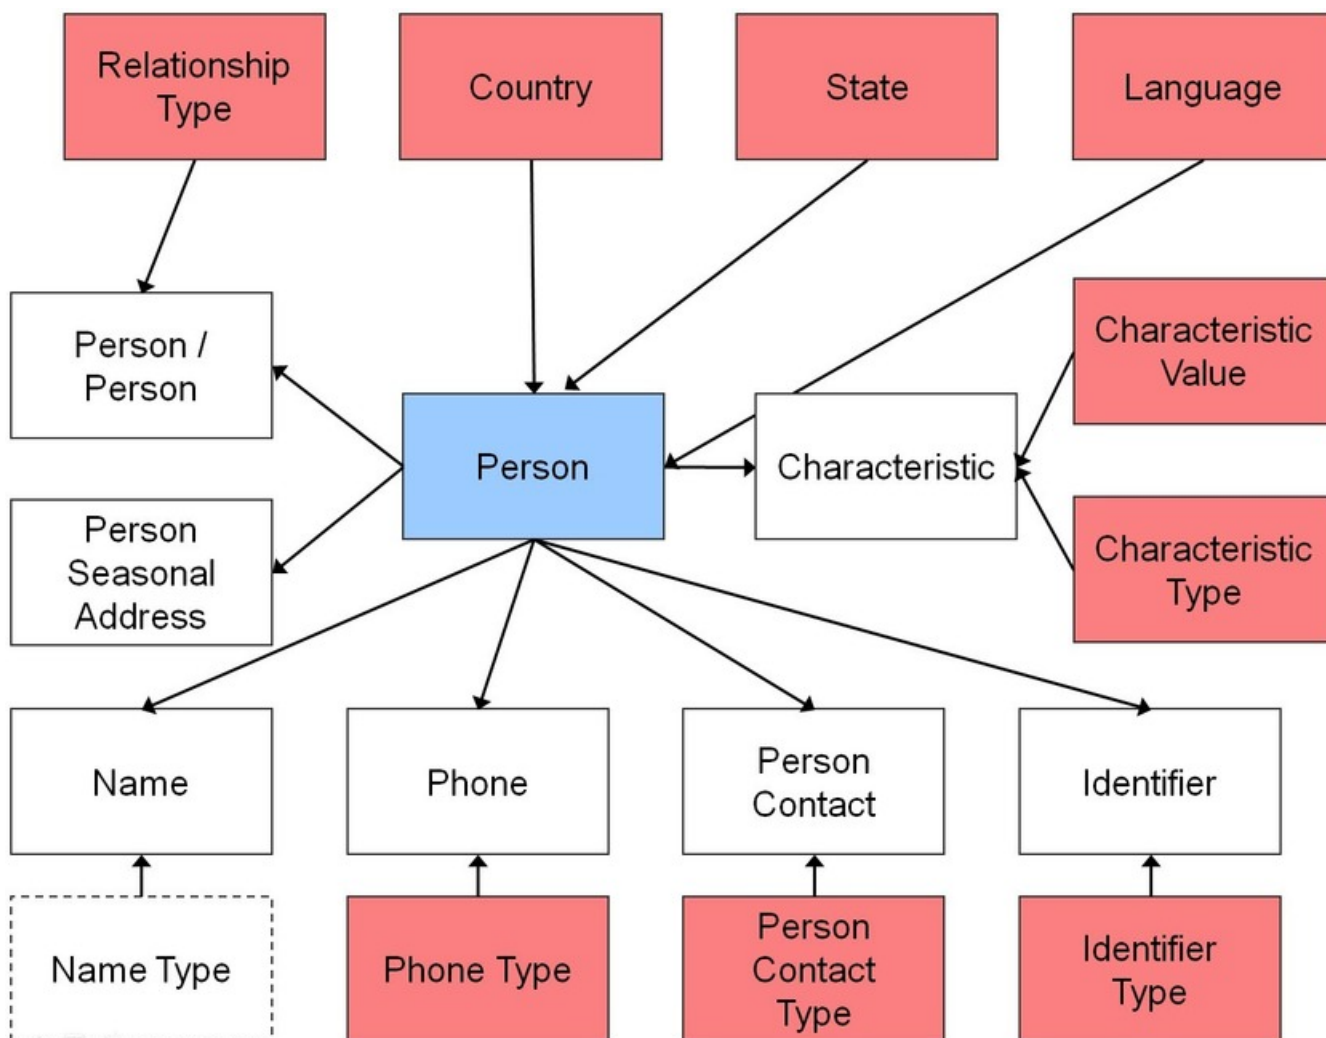 Relationship
Type
Country
State
Language
Person /
Person
Characteristic
Value
Person
Characteristic
Person
Seasonal
Address
Characteristic
Type
Name
Phone
Person
Contact
Identifier
Name Type
Phone Type
Person
Contact
Type
Identifier
Type